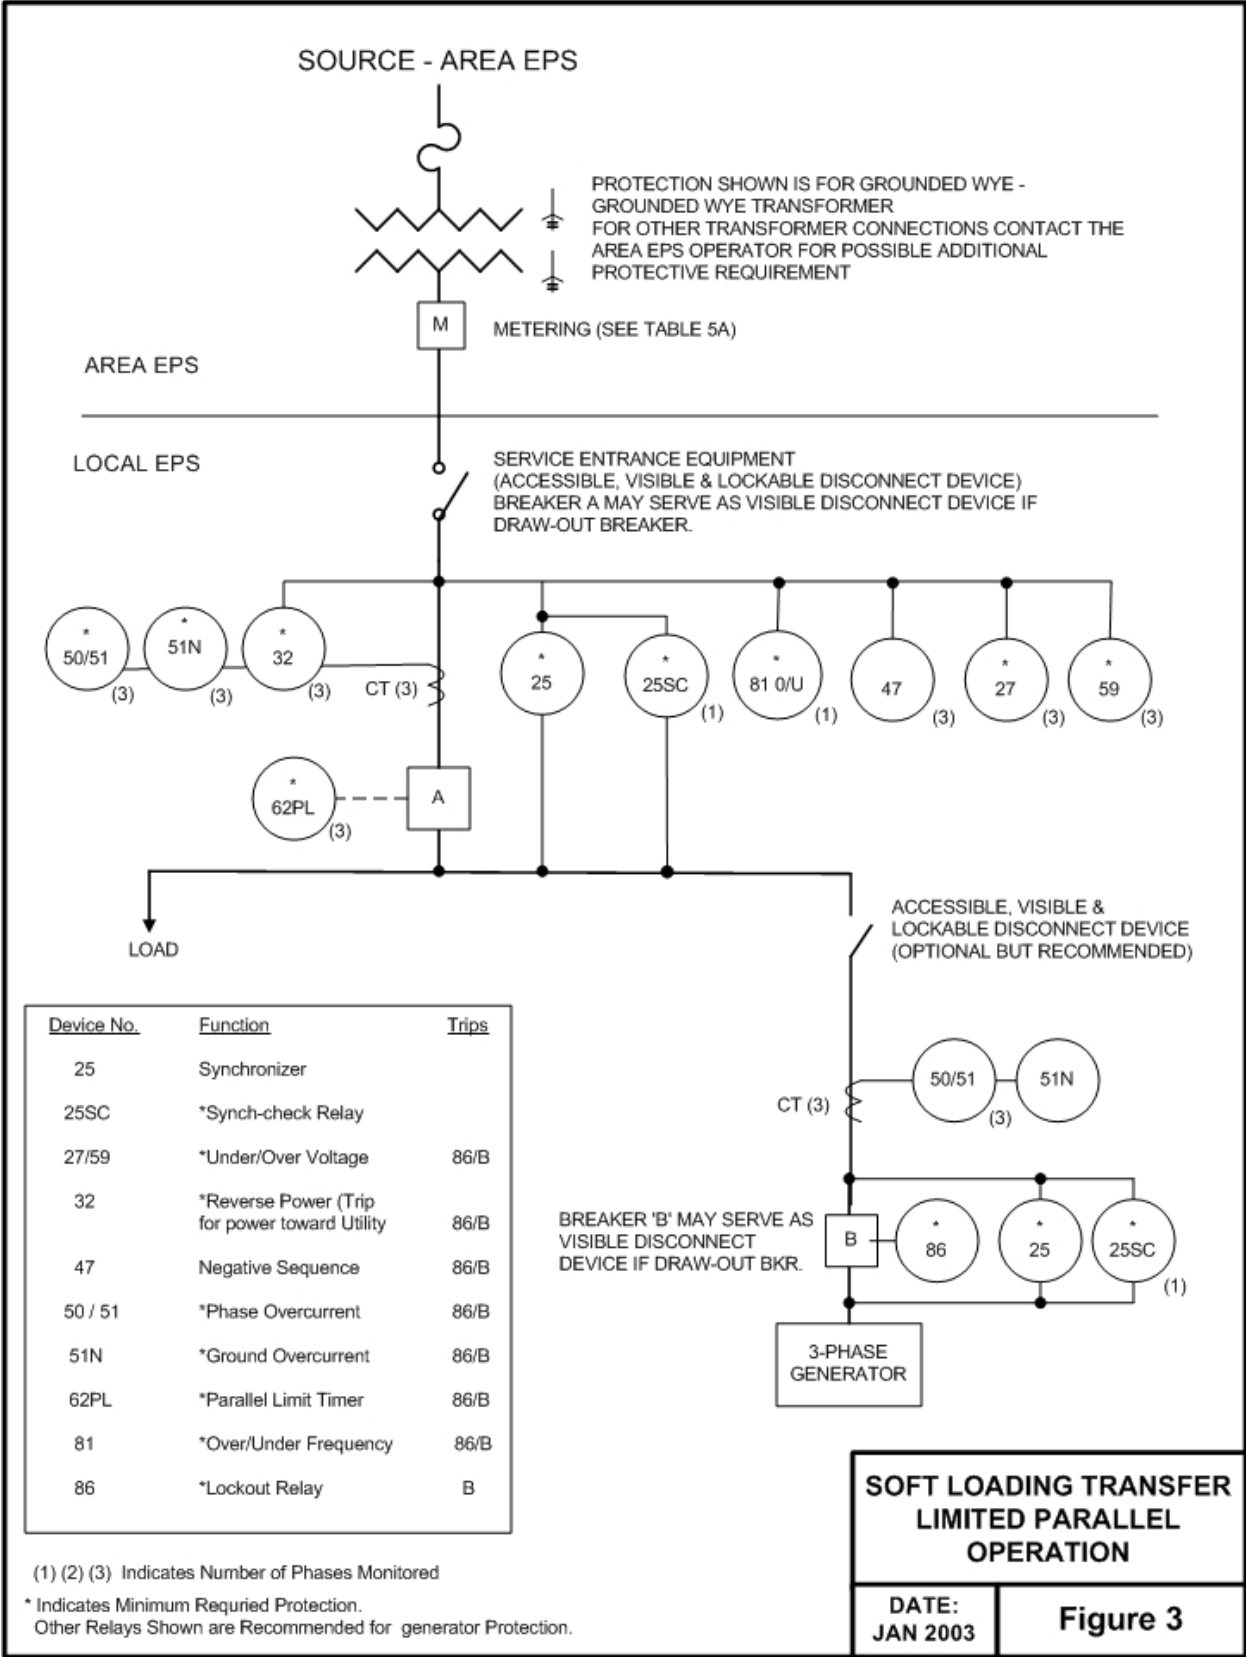 SOURCE - AREA EPS
PROTECTION SHOWN IS FOR GROUNDED WYE -
GROUNDED WYE TRANSFORMER
FOR OTHER TRANSFORMER CONNECTIONS CONTACT THE
AREA EPS OPERATOR FOR POSSIBLE ADDITIONAL
PROTECTIVE REQUIREMENT
M
METERING (SEE TABLE 5A)
AREA EPS
LOCAL EPS
SERVICE ENTRANCE EQUIPMENT
(ACCESSIBLE, VISIBLE & LOCKABLE DISCONNECT DEVICE)
BREAKER A MAY SERVE AS VISIBLE DISCONNECT DEVICE IF
DRAW-OUT BREAKER.
* 50/51 (3)
* 51N (3)
* 32 (3)
CT (3)
* 25
* 25SC (1)
* 81 0/U (1)
47 (3)
* 27 (3)
* 59 (3)
* 62PL (3)
A
LOAD
ACCESSIBLE, VISIBLE &
LOCKABLE DISCONNECT DEVICE
(OPTIONAL BUT RECOMMENDED)
CT (3)
50/51 (3)
51N
BREAKER 'B' MAY SERVE AS
VISIBLE DISCONNECT
DEVICE IF DRAW-OUT BKR.
B
* 86
* 25
* 25SC (1)
3-PHASE
GENERATOR
Device No. Function Trips
25 Synchronizer
25SC *Synch-check Relay
27/59 *Under/Over Voltage 86/B
32 *Reverse Power (Trip
for power toward Utility 86/B
47 Negative Sequence 86/B
50 / 51 *Phase Overcurrent 86/B
51N *Ground Overcurrent 86/B
62PL *Parallel Limit Timer 86/B
81 *Over/Under Frequency 86/B
86 *Lockout Relay B
(1) (2) (3) Indicates Number of Phases Monitored
* Indicates Minimum Requried Protection.
Other Relays Shown are Recommended for generator Protection.
SOFT LOADING TRANSFER
LIMITED PARALLEL
OPERATION
DATE:
JAN 2003
Figure 3